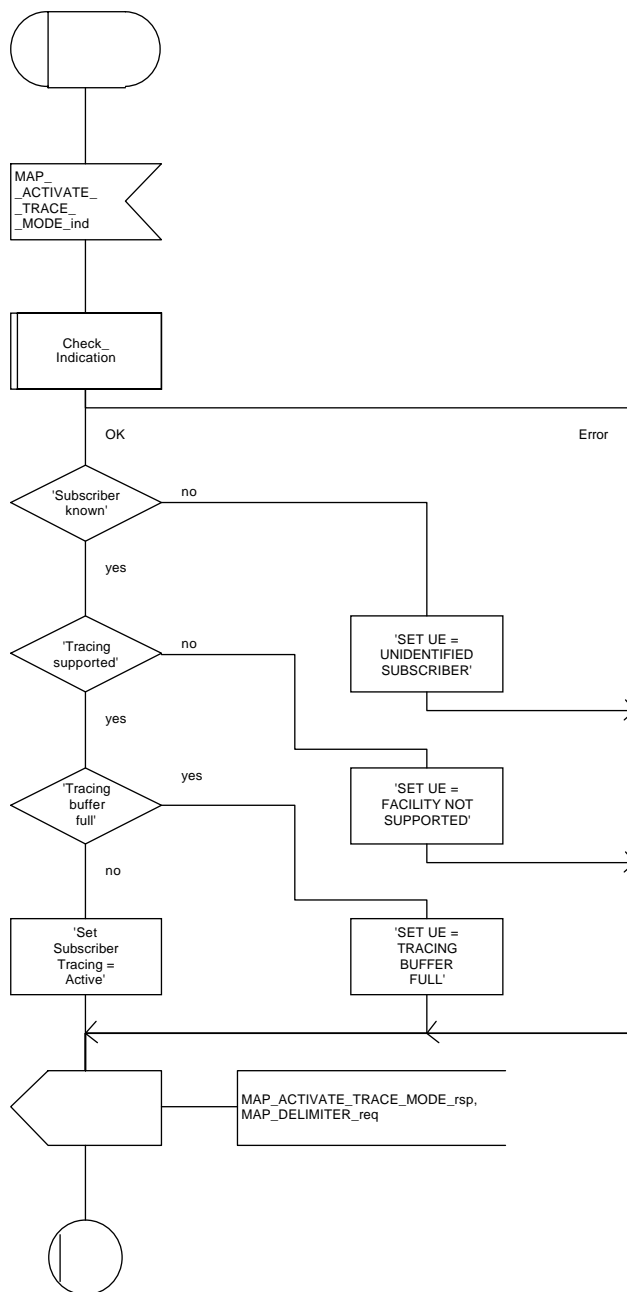 MAP_
_ACTIVATE_
_TRACE_
_MODE_ind
Check_
Indication
OK
Error
'Subscriber
known'
no
yes
'Tracing
supported'
no
'SET UE =
UNIDENTIFIED
SUBSCRIBER'
yes
'Tracing
buffer
full'
yes
'SET UE =
FACILITY NOT
SUPPORTED'
no
'Set
Subscriber
Tracing =
Active'
'SET UE =
TRACING
BUFFER
FULL'
MAP_ACTIVATE_TRACE_MODE_rsp,
MAP_DELIMITER_req